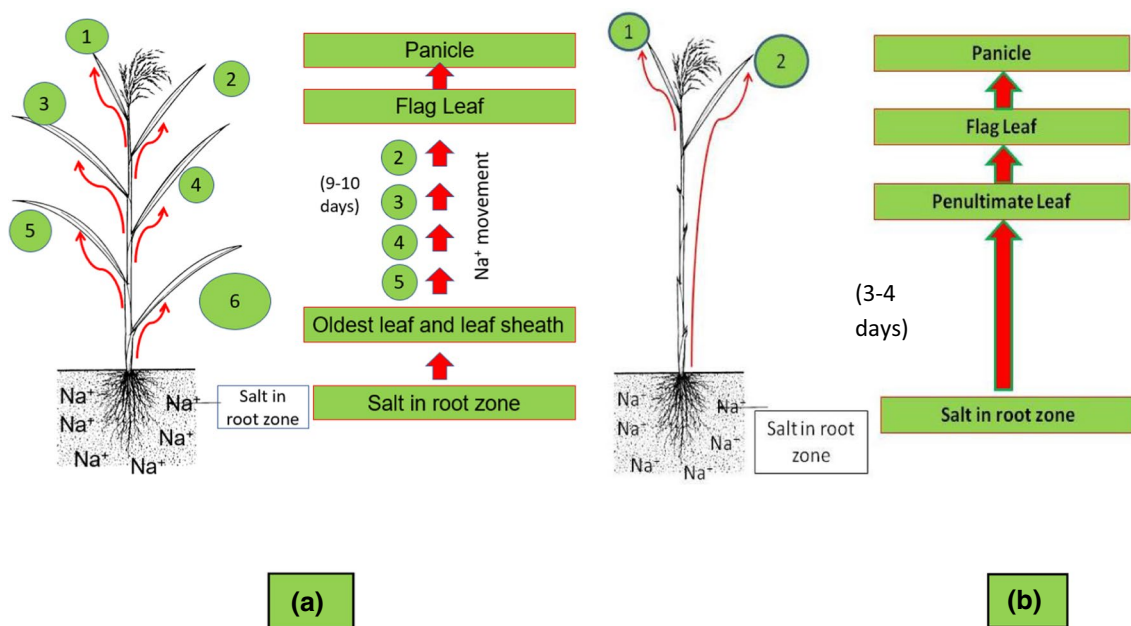 1
2
3
4
5
6
Na⁺
Na⁺
Na⁺
Na⁺
Na⁺
Na⁺
Salt in
root zone
Panicle
Flag Leaf
2
(9-10
days)
3
4
5
Na⁺ movement
Oldest leaf and leaf sheath
Salt in root zone
(a)
1
2
Na⁺
Na⁺
Na⁺
Na⁺
Na⁺
Na⁺
Salt in root
zone
Panicle
Flag Leaf
Penultimate Leaf
(3-4
days)
Salt in root zone
(b)